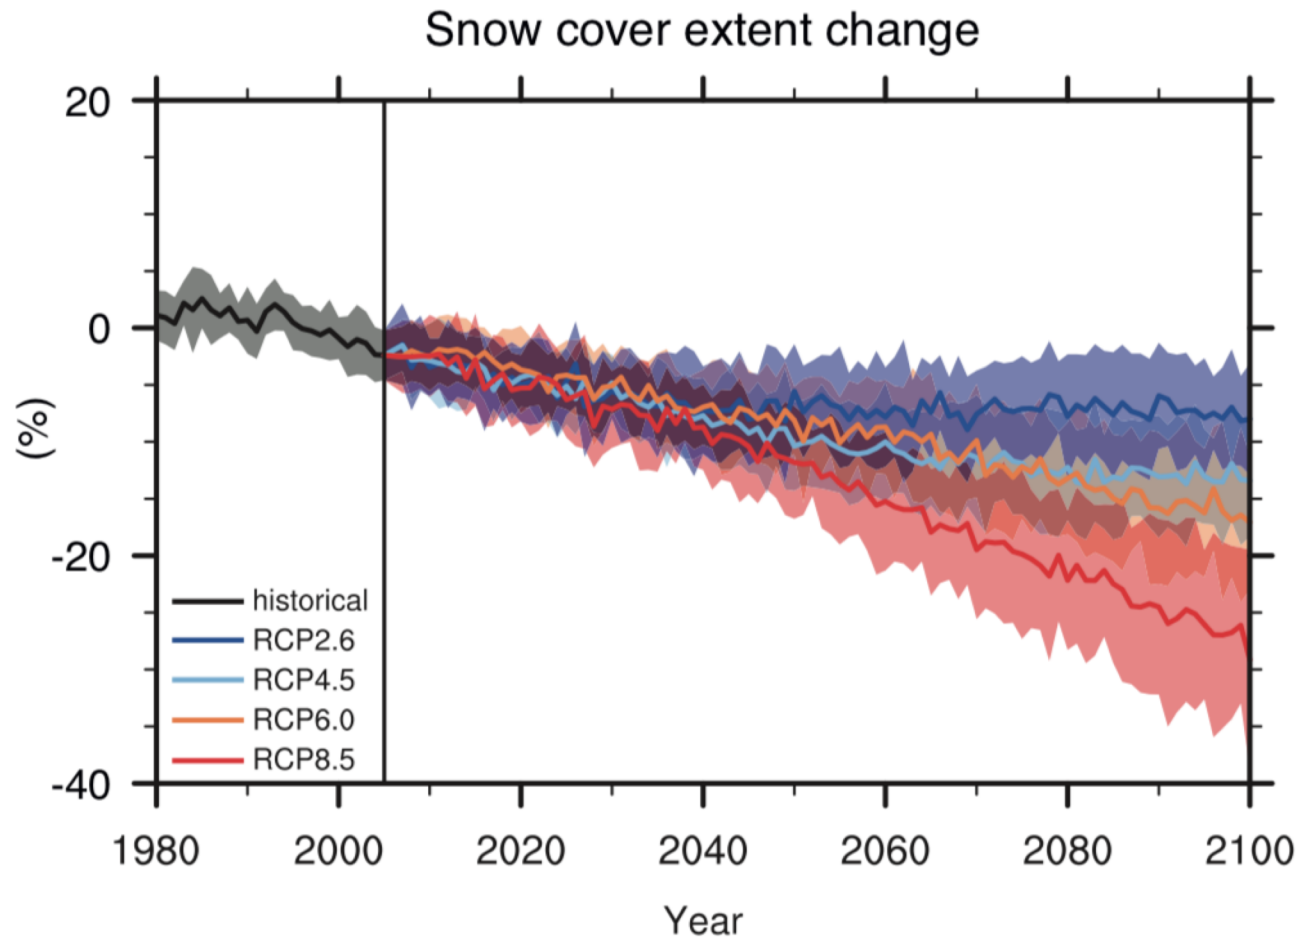 Snow cover extent change
20
0
-20
-40
(%)
historical
RCP2.6
RCP4.5
RCP6.0
RCP8.5
1980 2000 2020 2040 2060 2080 2100
Year